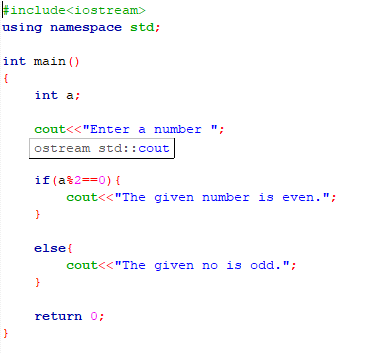 #include<iostream>
using namespace std;
int main()
{
int a;
cout<<"Enter a number ";
ostream std::cout
if(a%2==0){
cout<<"The given number is even.";
}
else{
cout<<"The given no is odd.";
}
return 0;
}